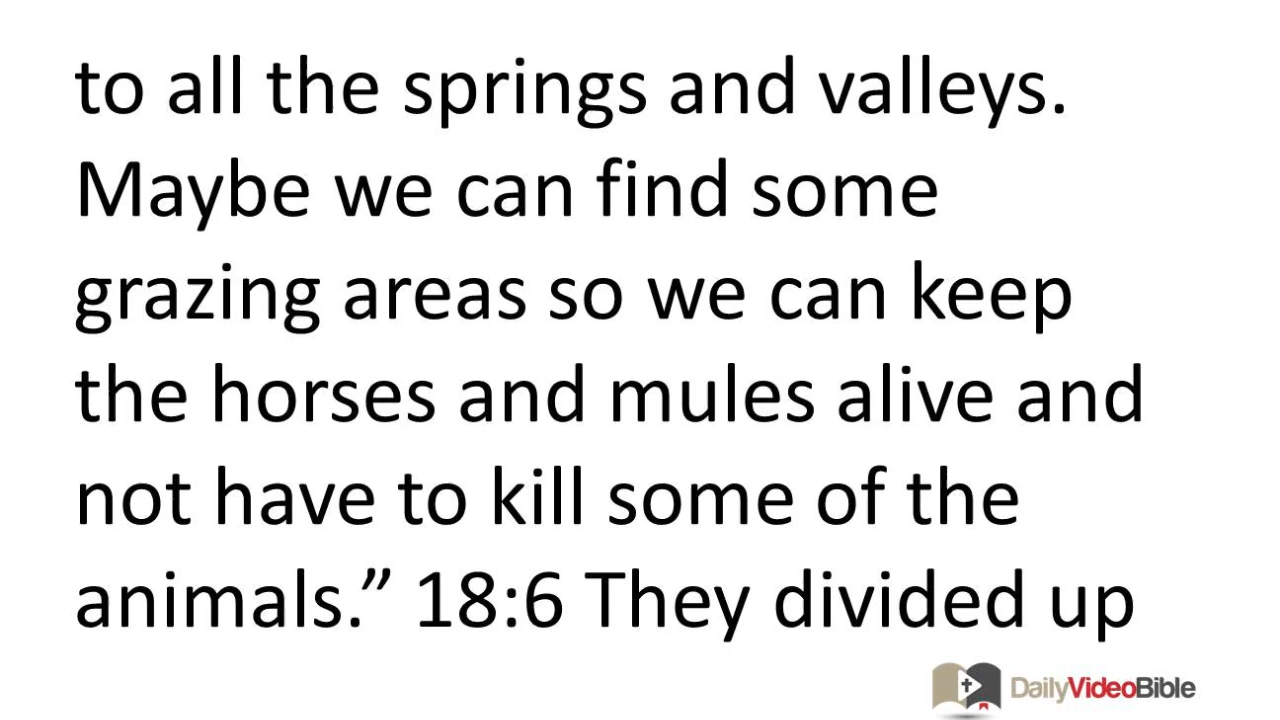 to all the springs and valleys.
Maybe we can find some
grazing areas so we can keep
the horses and mules alive and
not have to kill some of the
animals.” 18:6 They divided up
DailyVideoBible